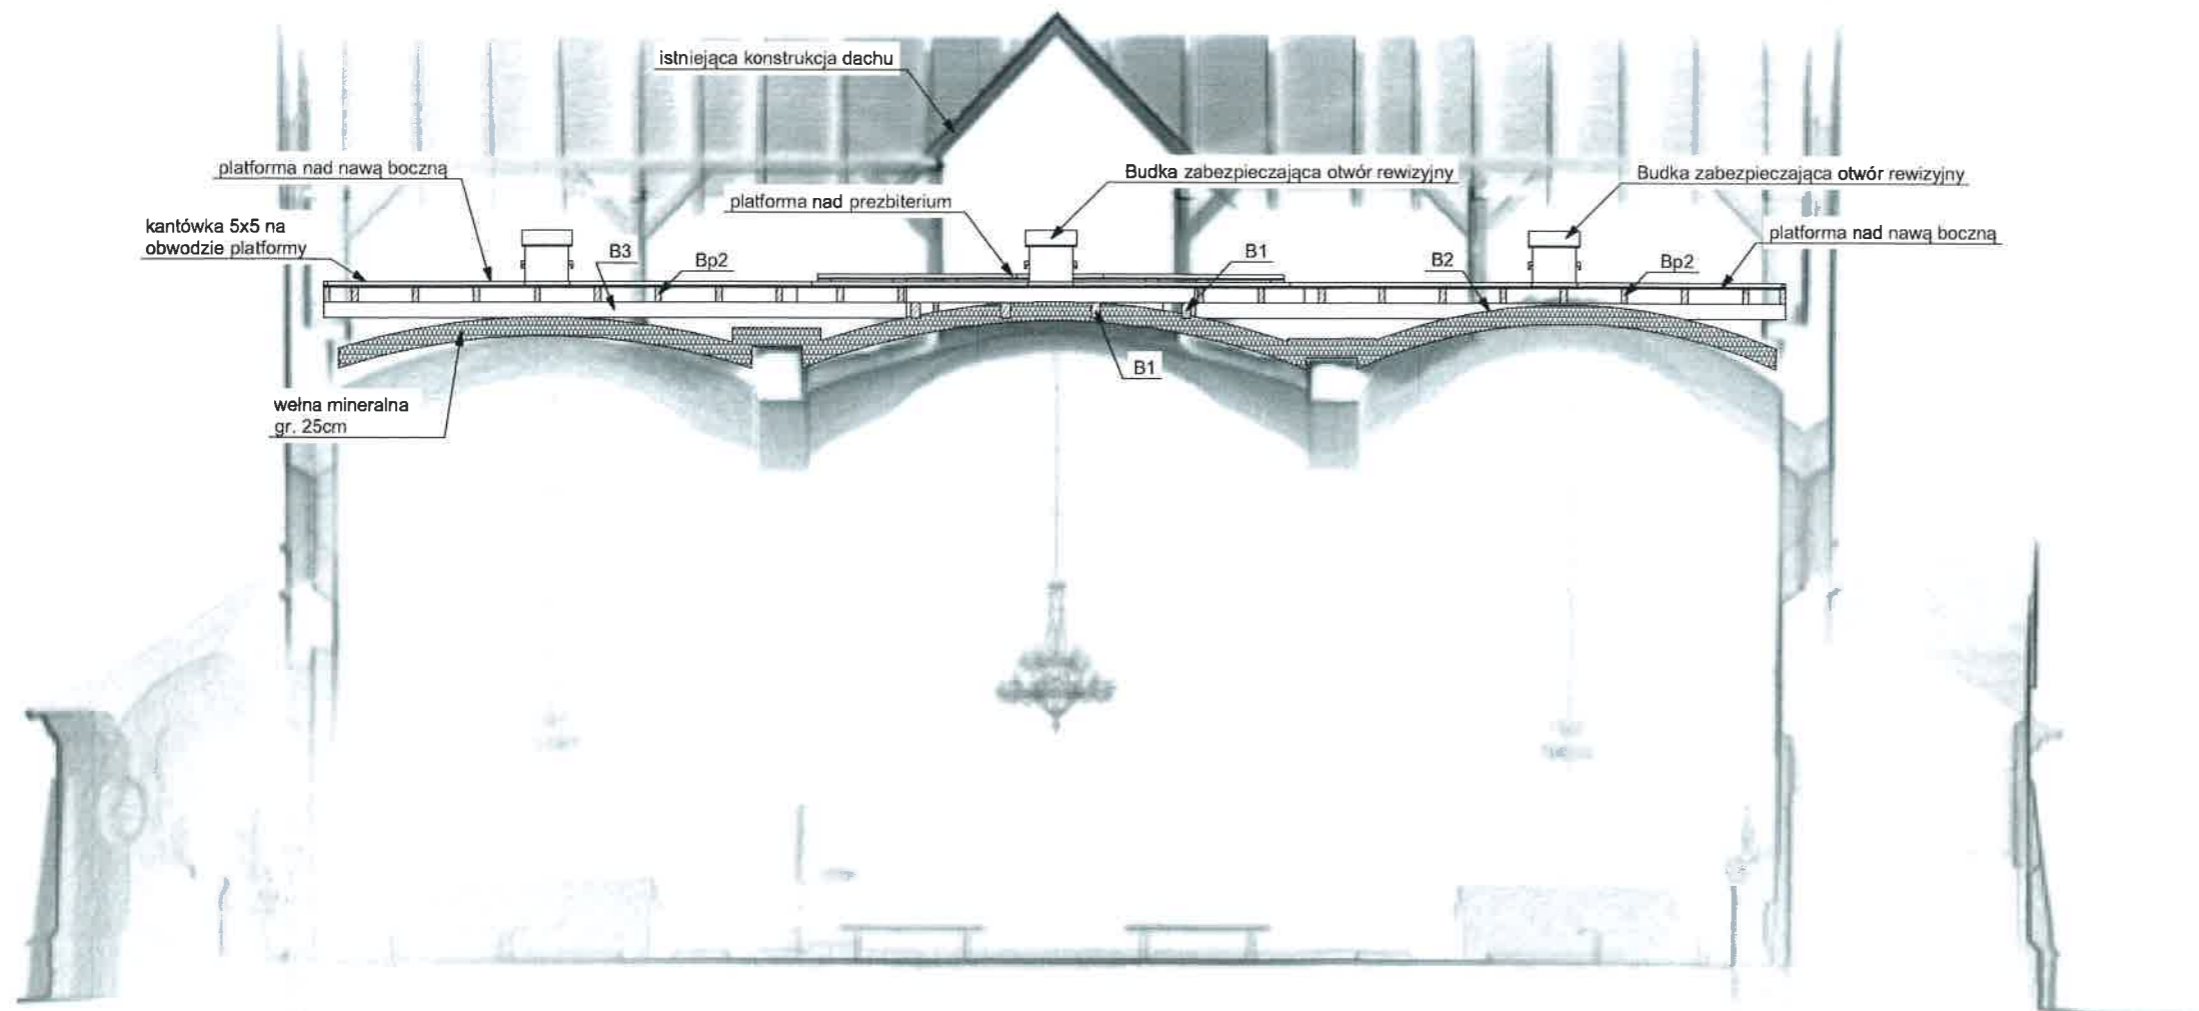 istniejąca konstrukcja dachu
platforma nad nawą boczną
Budka zabezpieczająca otwór rewizyjny
Budka zabezpieczająca otwór rewizyjny
platforma nad prezbiterium
kantówka 5x5 na
obwodzie platformy
platforma nad nawą boczną
B3
Bp2
B1
B2
Bp2
B1
wełna mineralna
gr. 25cm